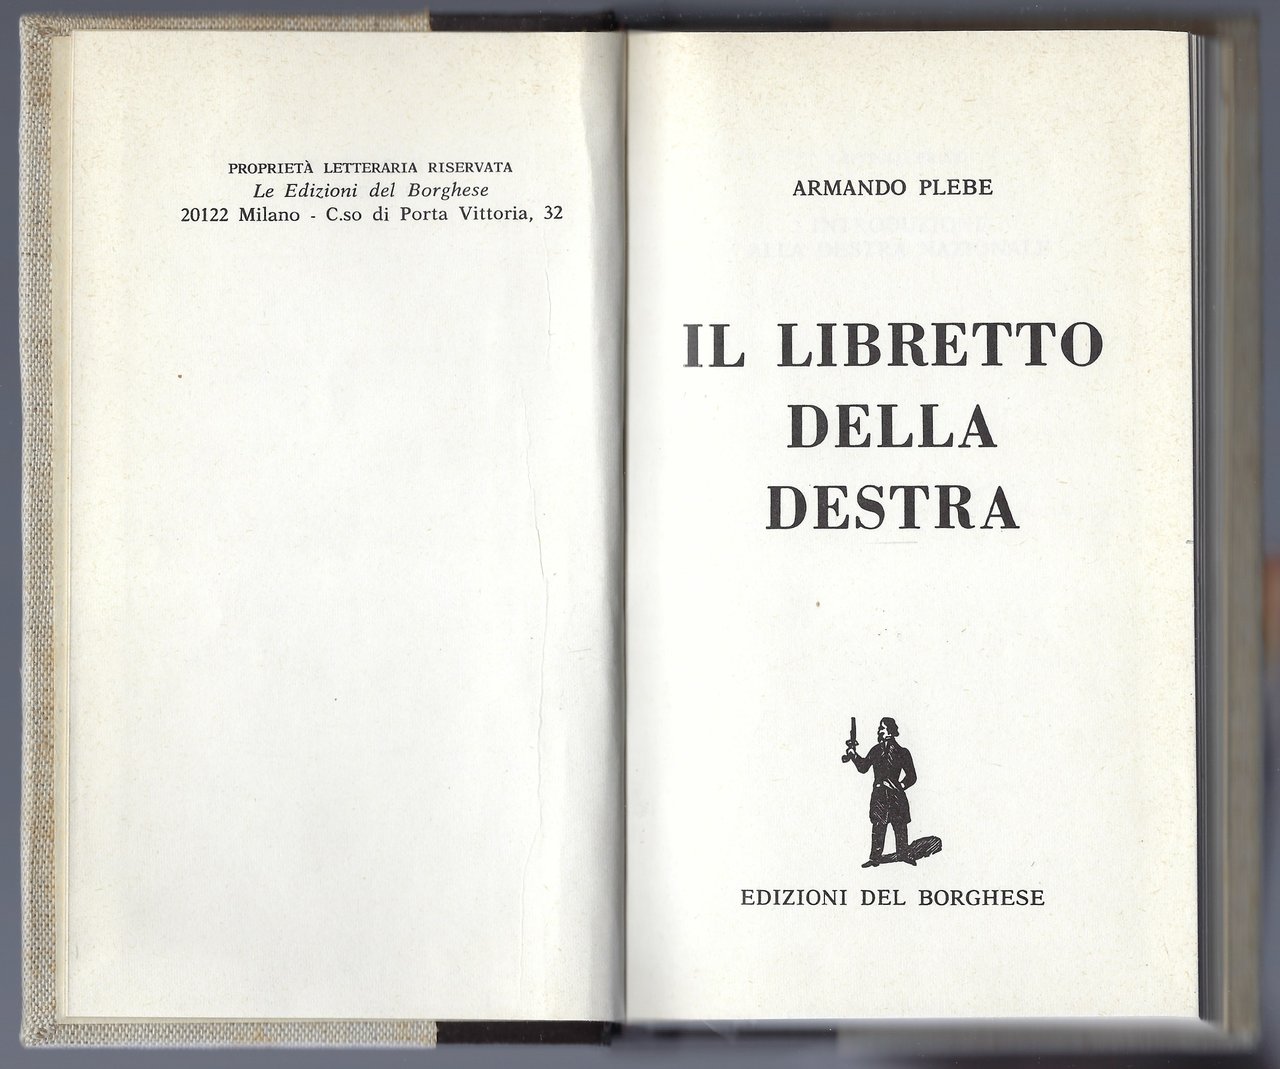 PROPRIETÀ LETTERARIA RISERVATA
Le Edizioni del Borghese
20122 Milano - C.so di Porta Vittoria, 32
ARMANDO PLEBE
IL LIBRETTO
DELLA
DESTRA
EDIZIONI DEL BORGHESE